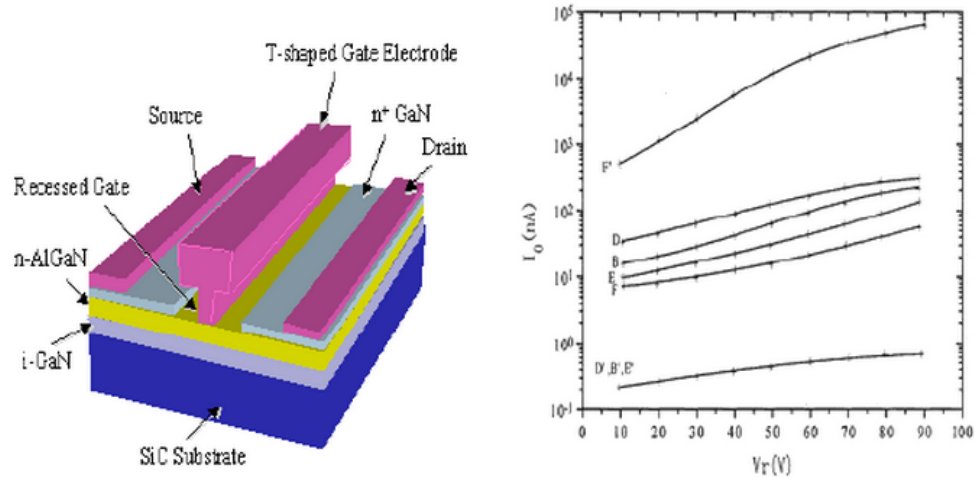 T-shaped Gate Electrode
n⁺ GaN
Source
Drain
Recessed Gate
n-AlGaN
i-GaN
SiC Substrate
10⁵
10⁴
10³
10²
10¹
10⁰
10⁻¹
I₀(nA)
F'
D
B
E
F
D',B',E'
0 10 20 30 40 50 60 70 80 90 100
Vr(V)